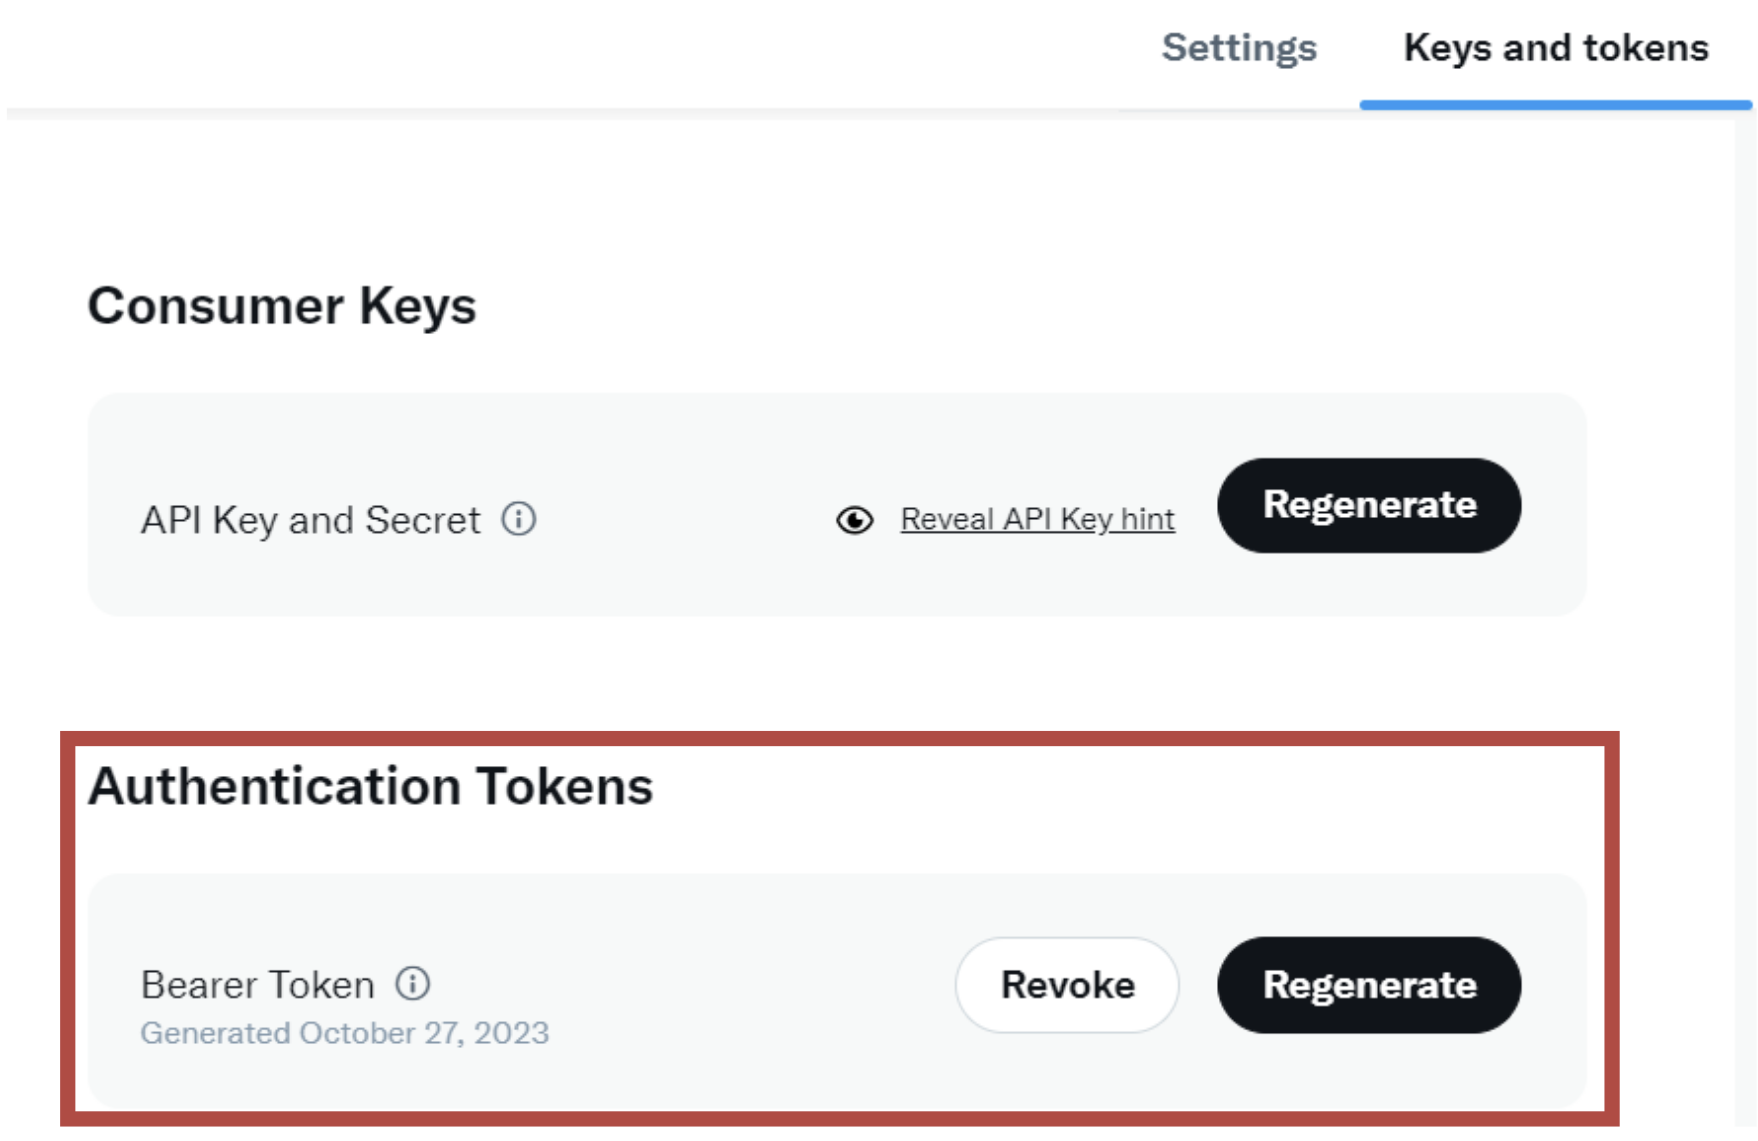 Settings Keys and tokens
Consumer Keys
API Key and Secret Reveal API Key hint Regenerate
Authentication Tokens
Bearer Token Revoke Regenerate
Generated October 27, 2023